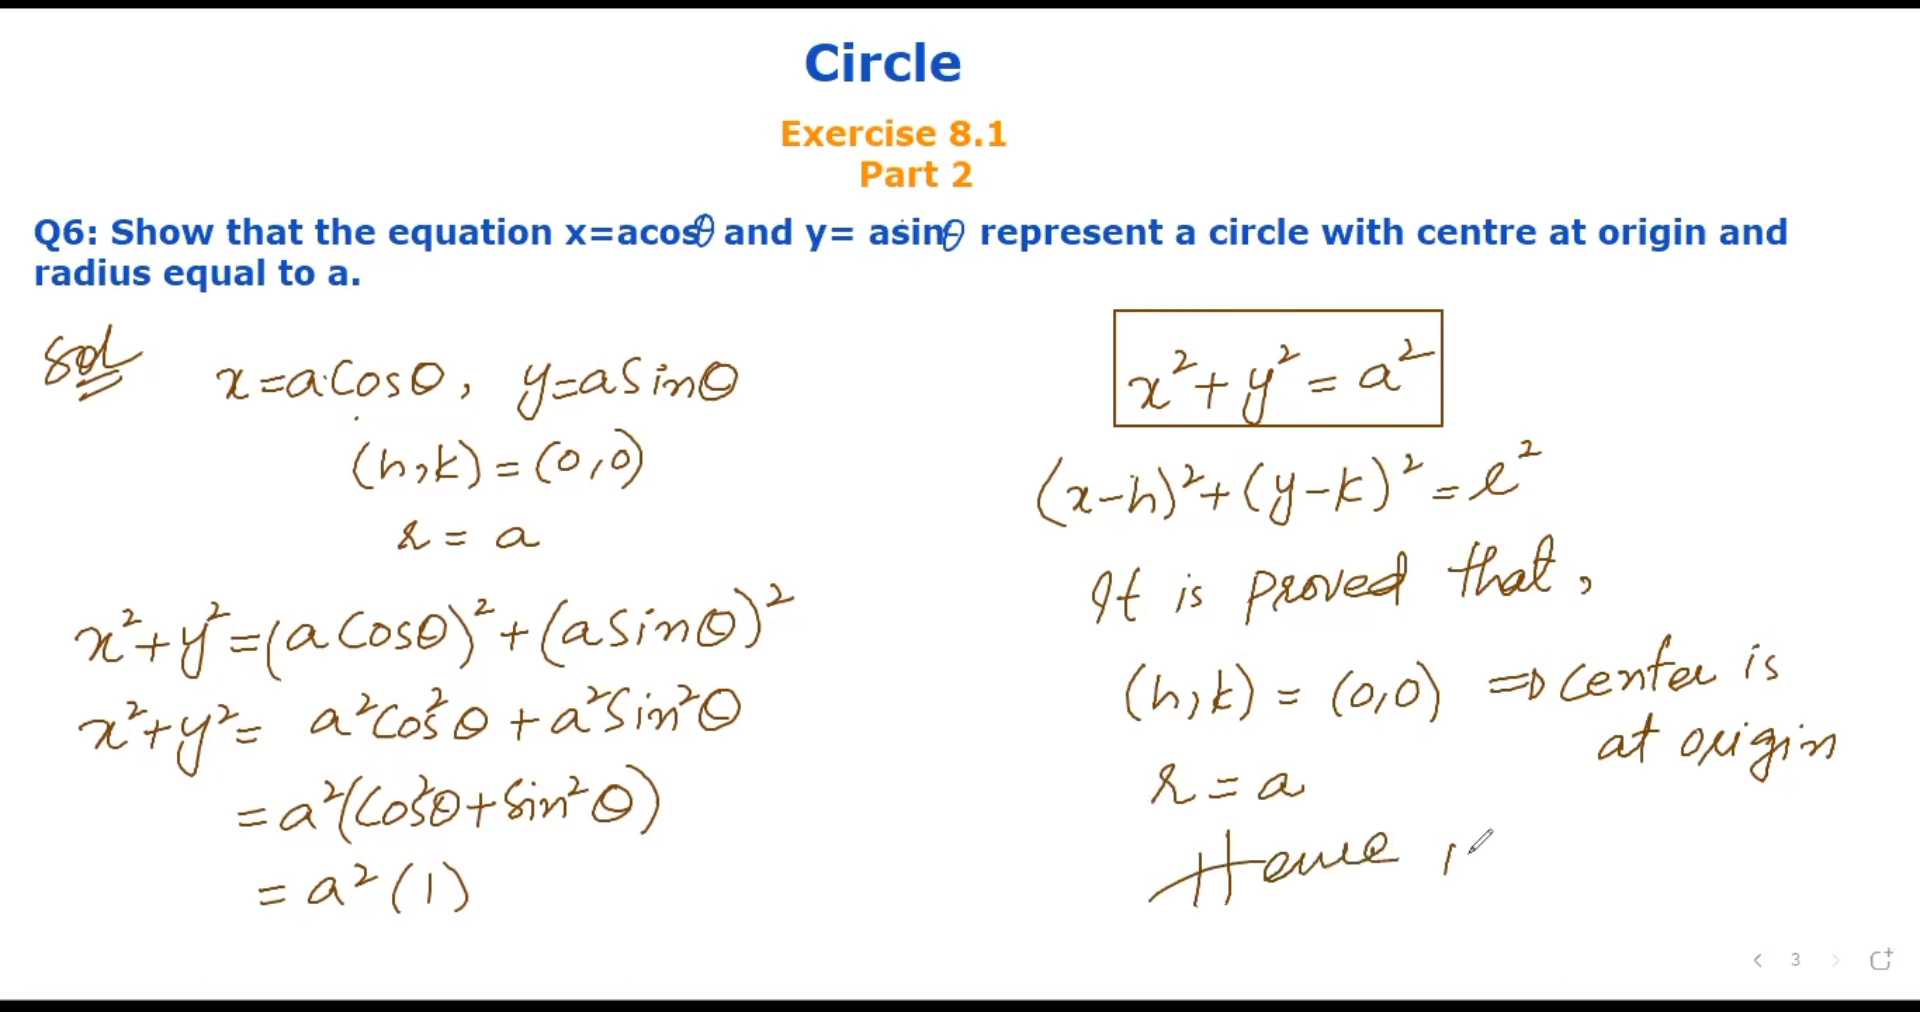 Circle
Exercise 8.1
Part 2
Q6: Show that the equation x=acosθ and y= asinθ represent a circle with centre at origin and
radius equal to a.
Sol
x=a.Cosθ, y=aSinθ
(h,k)=(0,0)
r = a
x²+y²=(aCosθ)²+(aSinθ)²
x²+y²= a²Cos²θ+a²Sin²θ
=a²(Cos²θ+Sin²θ)
=a²(1)
x²+y²=a²
(x-h)²+(y-k)²=r²
It is proved that,
(h,k) = (0,0) ⇒ Center is
at origin
r=a
Hence
3